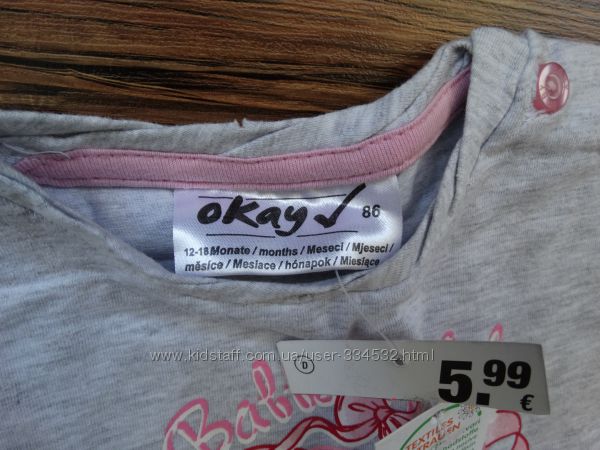 okay 86
12-18 Monate / months / Meseci / Mjeseci /
měsíce / Mesiace / hónapok / Miesiące
www.kidstaff.com.ua/user-334532.html
D
5.99
€
TEXTILES